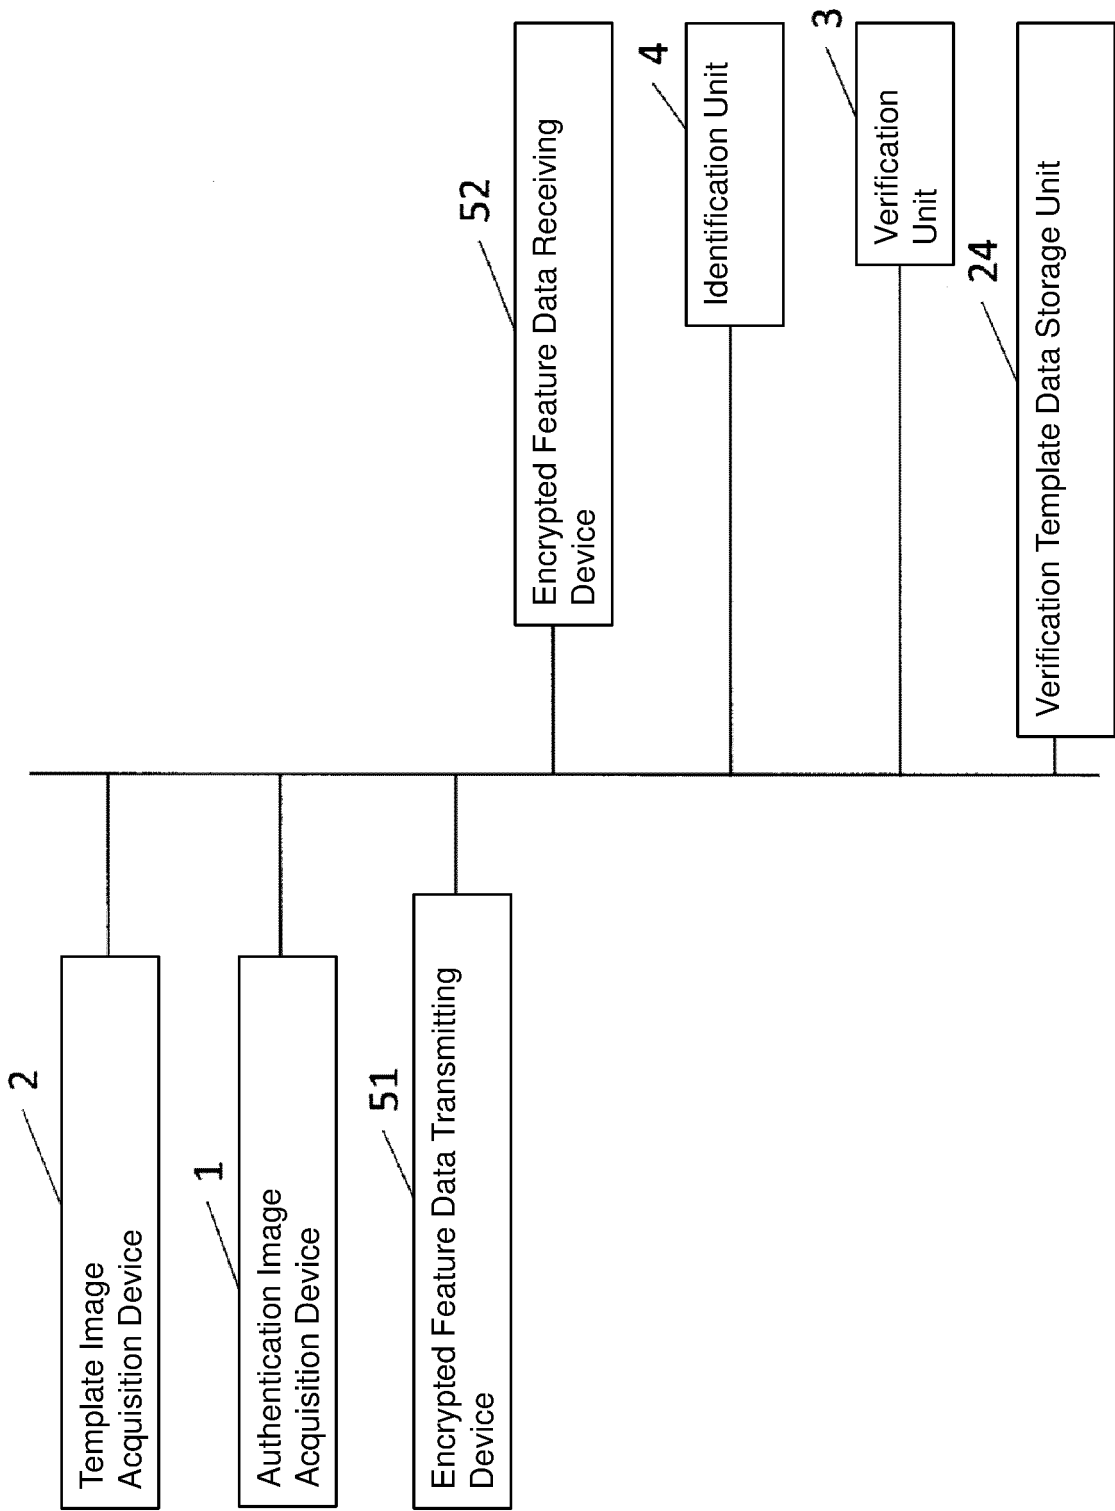 2
Template Image
Acquisition Device
1
Authentication Image
Acquisition Device
51
Encrypted Feature Data Transmitting
Device
52
Encrypted Feature Data Receiving
Device
4
Identification Unit
3
Verification
Unit
24
Verification Template Data Storage Unit